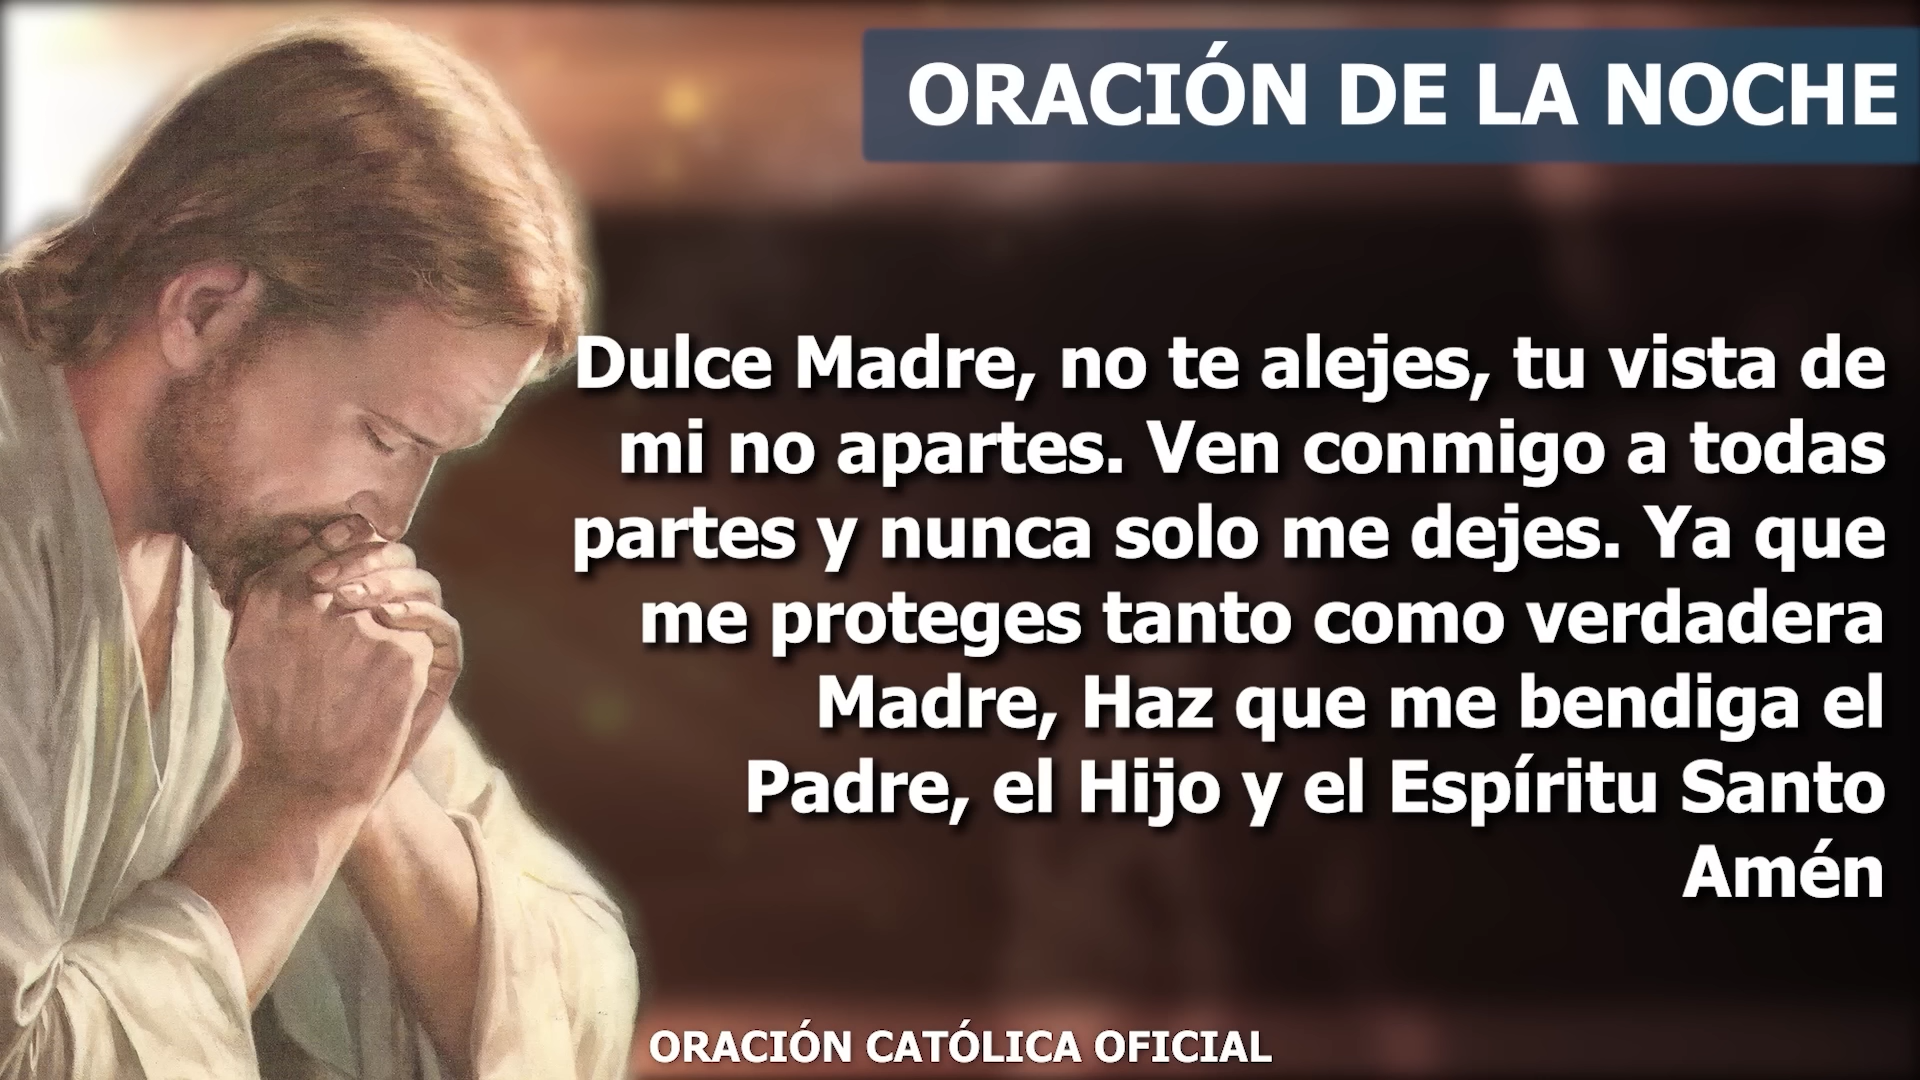 ORACIÓN DE LA NOCHE
Dulce Madre, no te alejes, tu vista de
mi no apartes. Ven conmigo a todas
partes y nunca solo me dejes. Ya que
me proteges tanto como verdadera
Madre, Haz que me bendiga el
Padre, el Hijo y el Espíritu Santo
Amén
ORACIÓN CATÓLICA OFICIAL